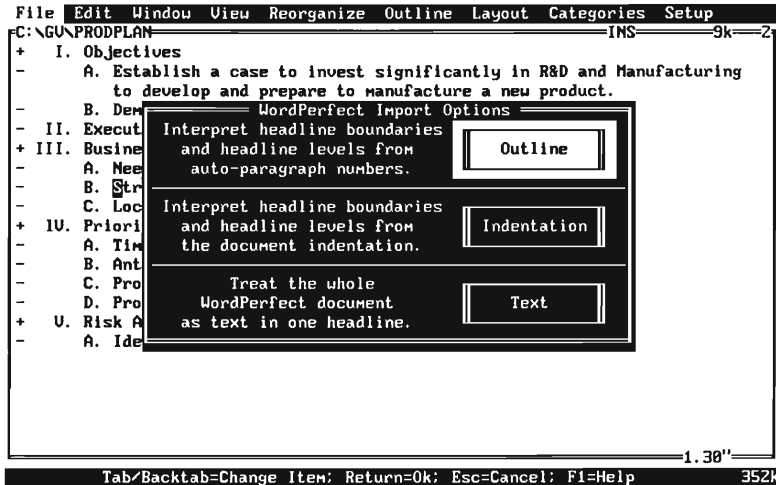 File Edit Window View Reorganize Outline Layout Categories Setup
C:\GV\PRODPLAN INS 9k 2
+ I. Objectives
- A. Establish a case to invest significantly in R&D and Manufacturing
to develop and prepare to manufacture a new product.
- B. Dem
- II. Execut
+ III. Busine
- A. Nee
- B. Str
- C. Loc
+ IV. Priori
- A. Tim
- B. Ant
- C. Pro
- D. Pro
+ V. Risk A
- A. Ide
WordPerfect Import Options
Interpret headline boundaries
and headline levels from
auto-paragraph numbers.
Outline
Interpret headline boundaries
and headline levels from
the document indentation.
Indentation
Treat the whole
WordPerfect document
as text in one headline.
Text
1.30"
Tab/Backtab=Change Item; Return=Ok; Esc=Cancel; F1=Help 352k